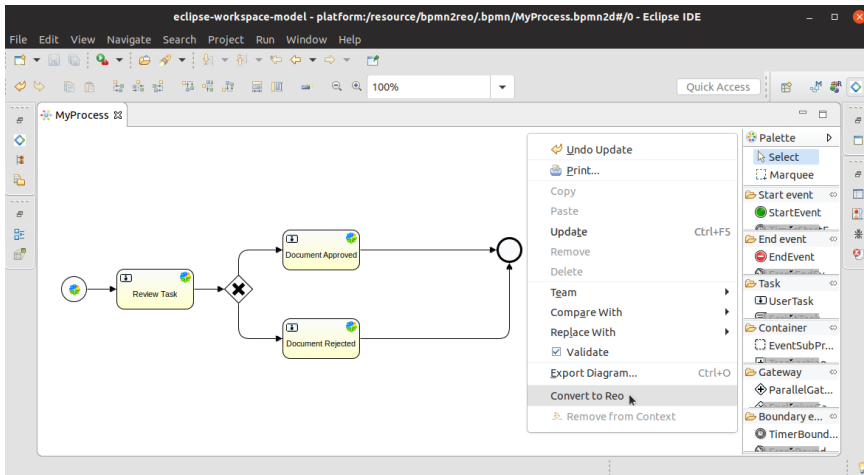 eclipse-workspace-model - platform:/resource/bpmn2reo/.bpmn/MyProcess.bpmn2d#/0 - Eclipse IDE
File Edit View Navigate Search Project Run Window Help
100%
Quick Access
MyProcess
Review Task
Document Approved
Document Rejected
Undo Update
Print...
Copy
Paste
Update Ctrl+F5
Remove
Delete
Team
Compare With
Replace With
Validate
Export Diagram... Ctrl+O
Convert to Reo
Remove from Context
Palette
Select
Marquee
Start event
StartEvent
End event
EndEvent
Task
UserTask
Container
EventSubPr...
Gateway
ParallelGat...
Boundary e...
TimerBound...